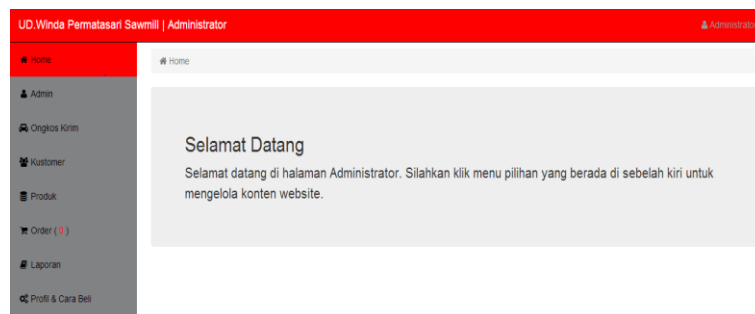 UD.Winda Permatasari Sawmill | Administrator
Administrator
Home
Home
Admin
Ongkos Kirim
Kustomer
Produk
Order ( 0 )
Laporan
Profil & Cara Beli
Selamat Datang
Selamat datang di halaman Administrator. Silahkan klik menu pilihan yang berada di sebelah kiri untuk
mengelola konten website.